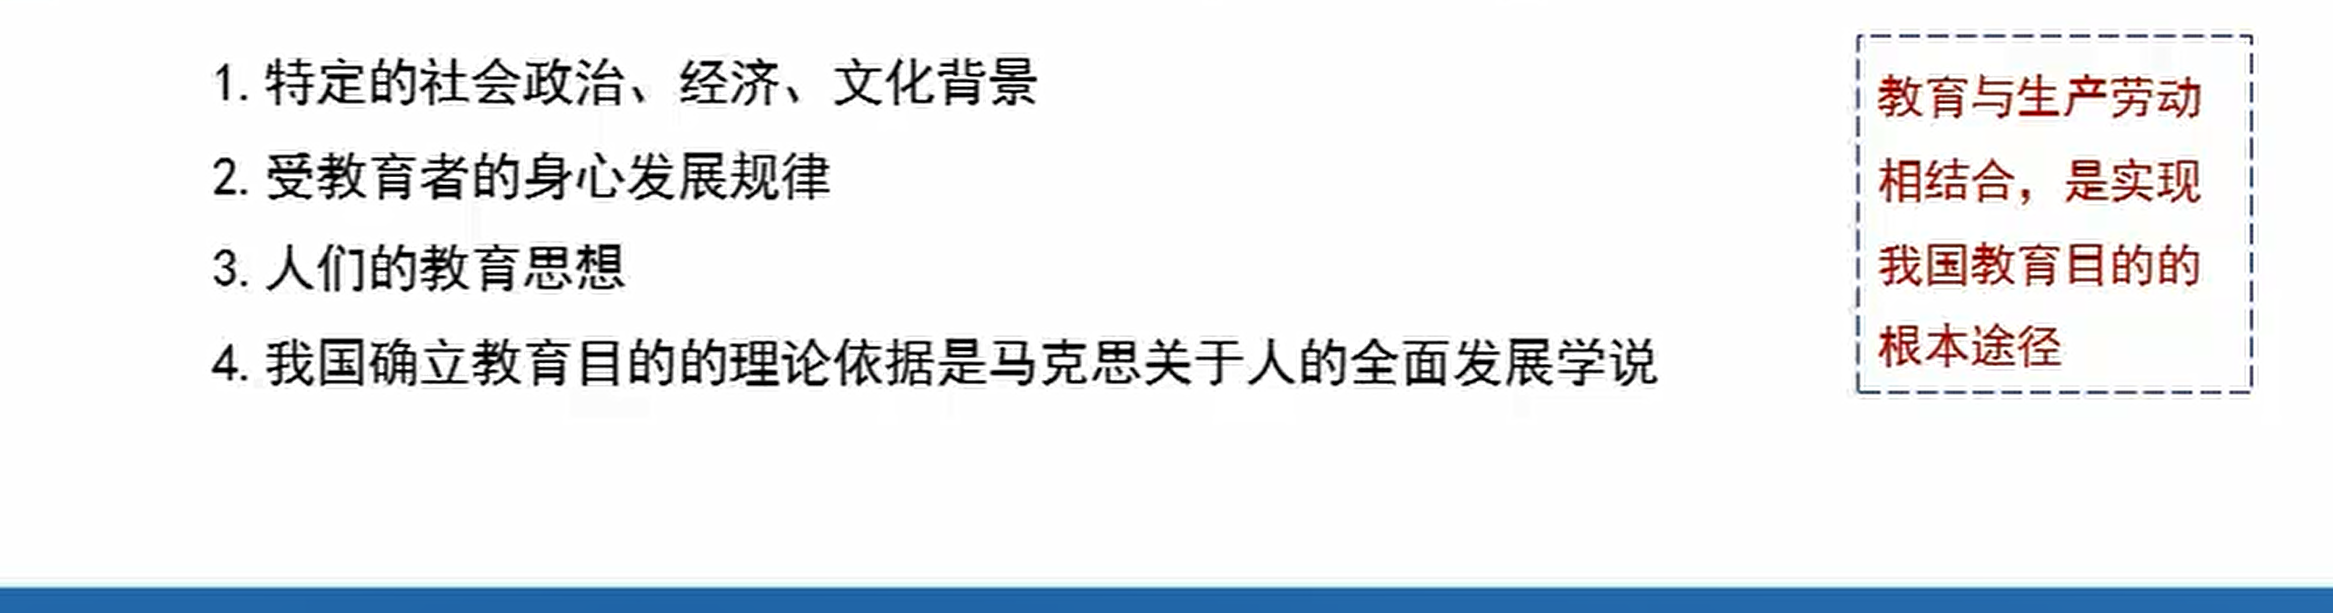 1. 特定的社会政治、经济、文化背景
2. 受教育者的身心发展规律
3. 人们的教育思想
4. 我国确立教育目的的理论依据是马克思关于人的全面发展学说
教育与生产劳动
相结合，是实现
我国教育目的的
根本途径